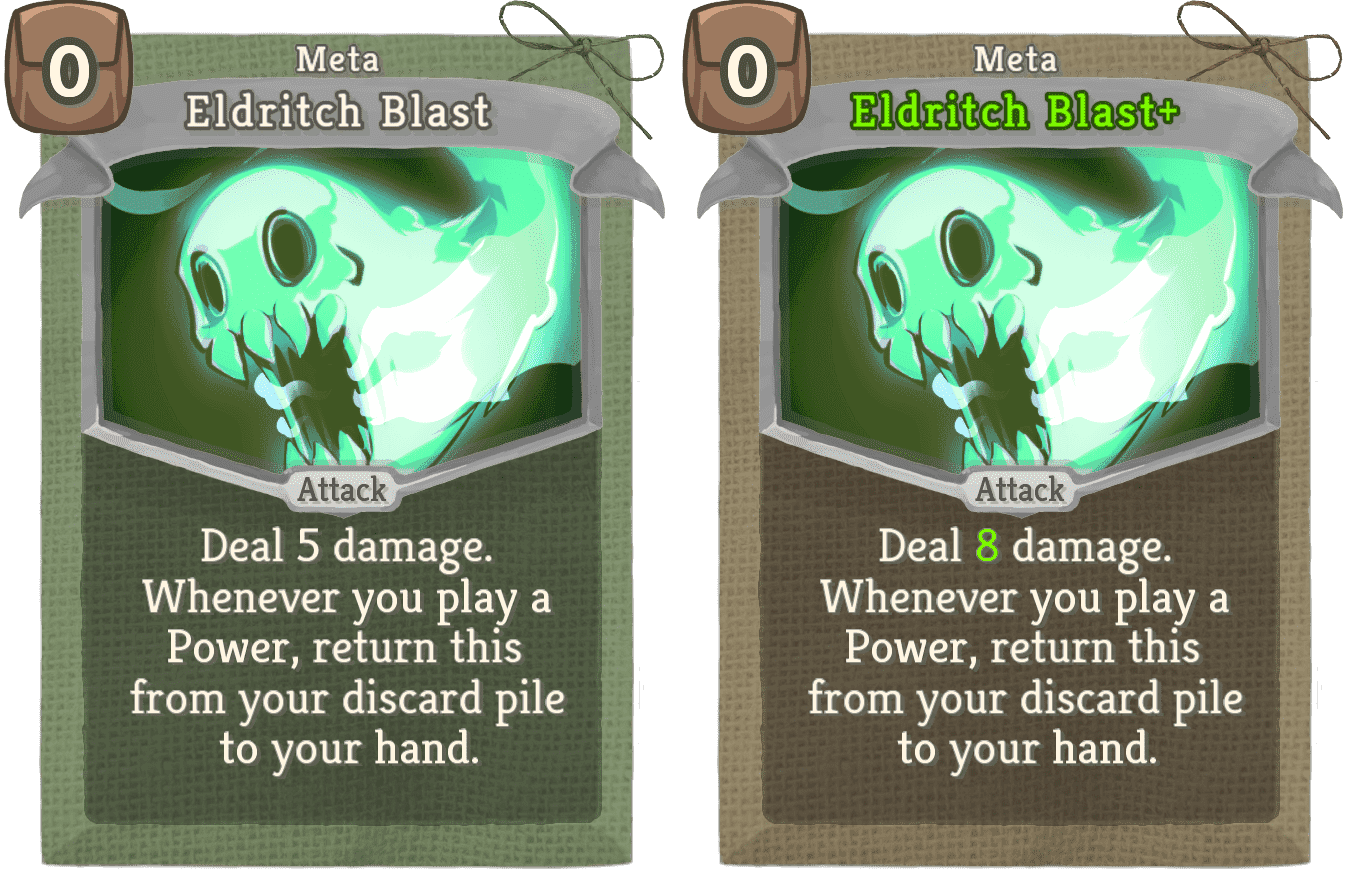 0
Meta
Eldritch Blast
Attack
Deal 5 damage.
Whenever you play a
Power, return this
from your discard pile
to your hand.
0
Meta
Eldritch Blast+
Attack
Deal 8 damage.
Whenever you play a
Power, return this
from your discard pile
to your hand.